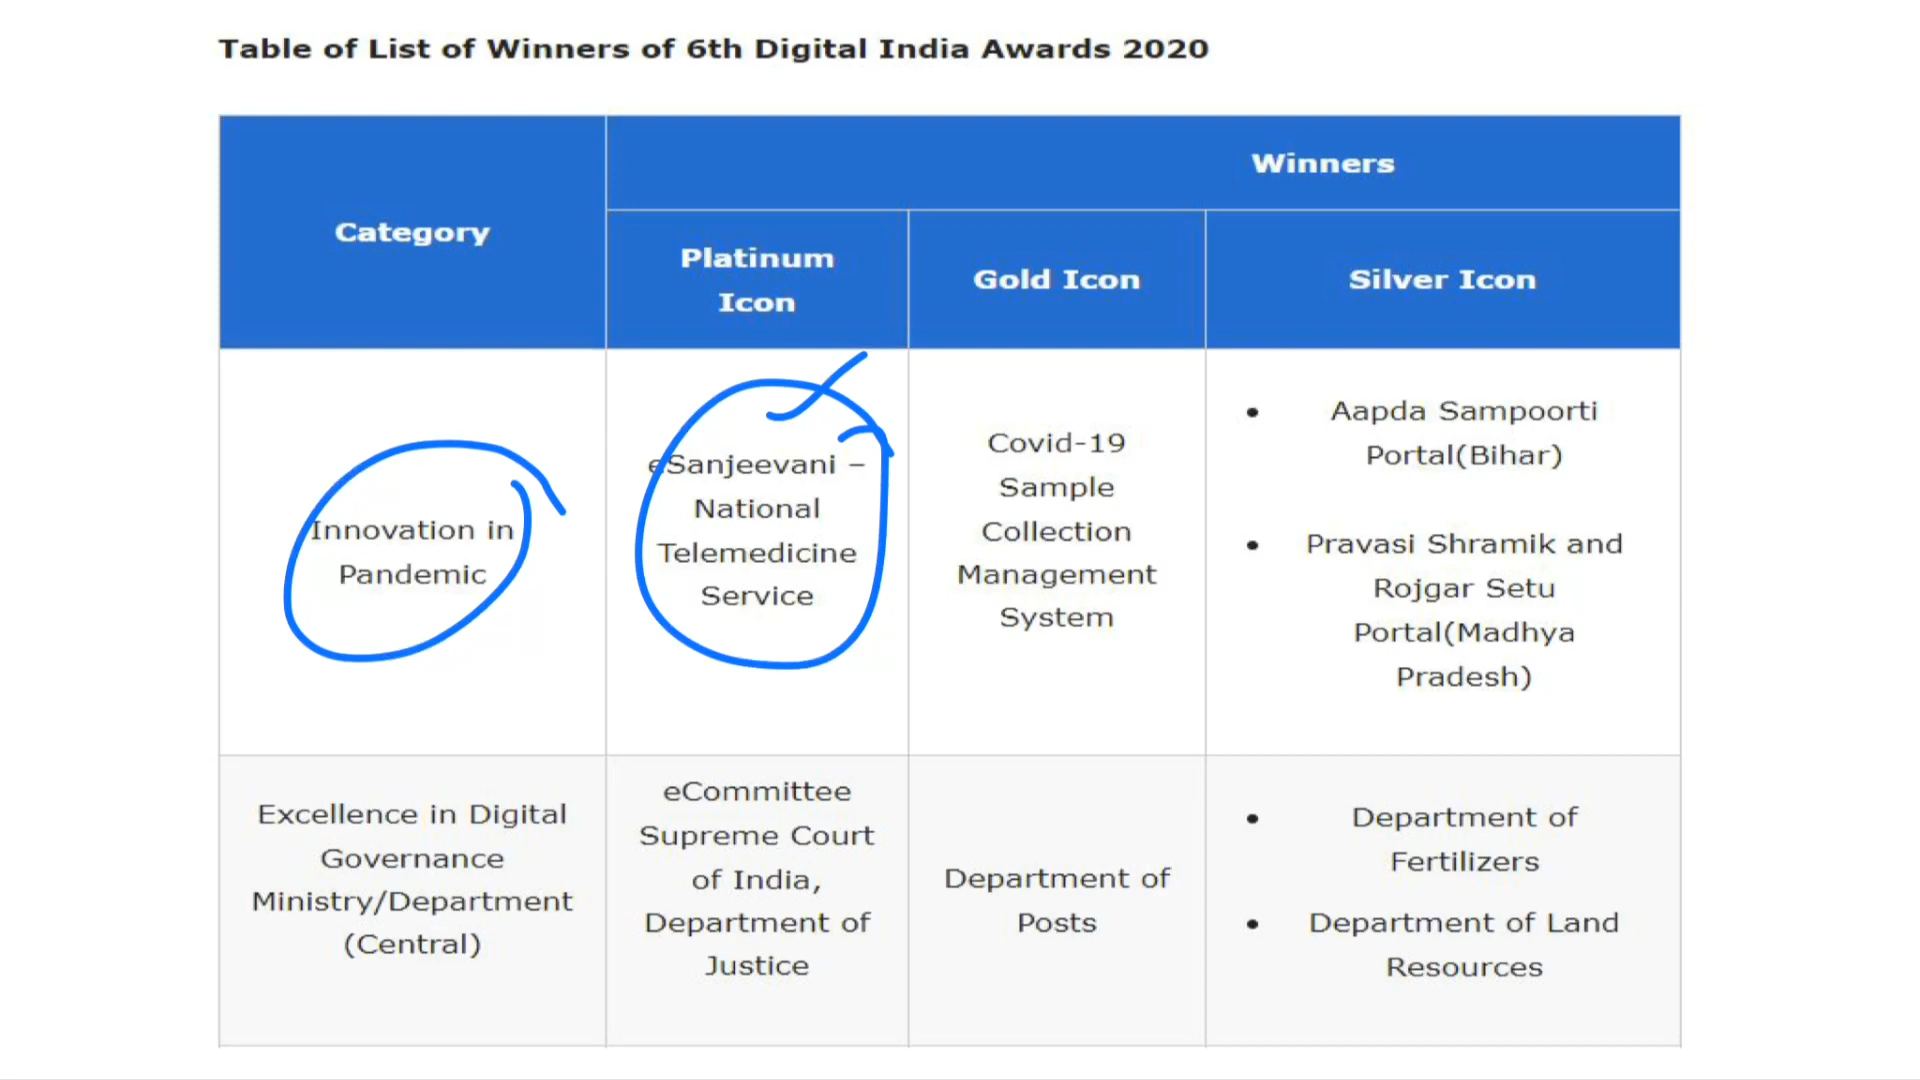 Table of List of Winners of 6th Digital India Awards 2020
Category
Winners
Platinum
Icon
Gold Icon
Silver Icon
Innovation in
Pandemic
eSanjeevani –
National
Telemedicine
Service
Covid-19
Sample
Collection
Management
System
• Aapda Sampoorti
Portal(Bihar)
• Pravasi Shramik and
Rojgar Setu
Portal(Madhya
Pradesh)
Excellence in Digital
Governance
Ministry/Department
(Central)
eCommittee
Supreme Court
of India,
Department of
Justice
Department of
Posts
• Department of
Fertilizers
• Department of Land
Resources